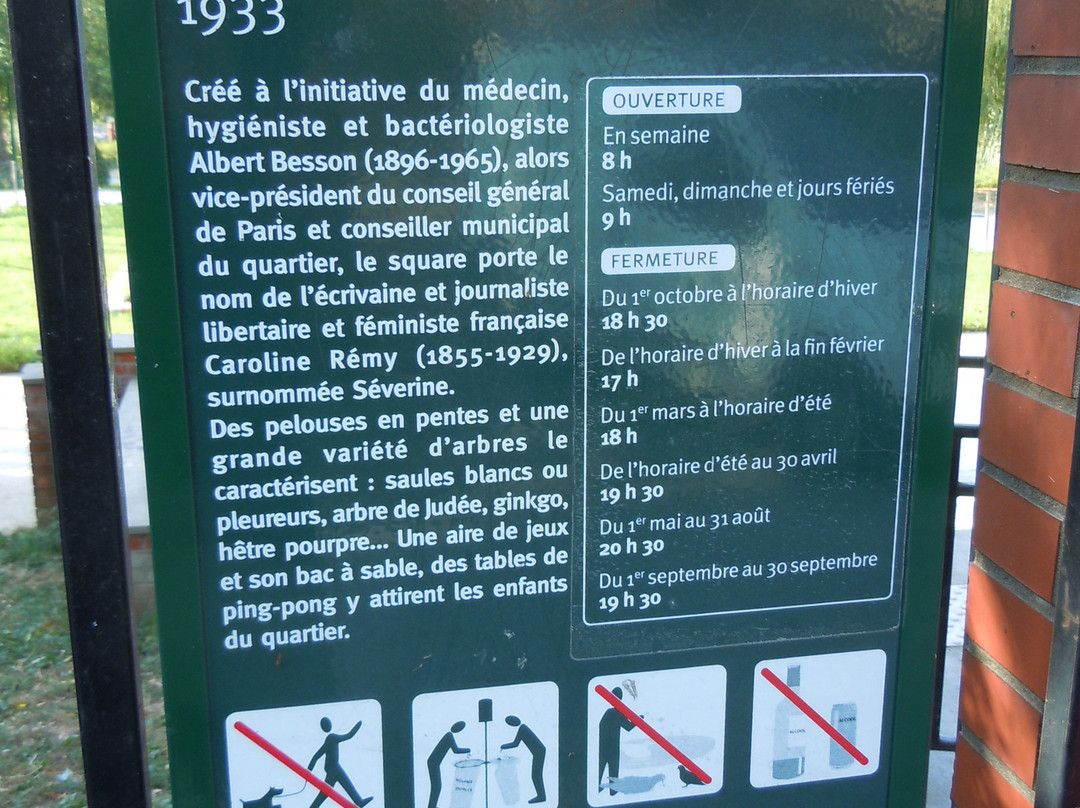 1933
Créé à l'initiative du médecin,
hygiéniste et bactériologiste
Albert Besson (1896-1965), alors
vice-président du conseil général
de Paris et conseiller municipal
du quartier, le square porte le
nom de l'écrivaine et journaliste
libertaire et féministe française
Caroline Rémy (1855-1929),
surnommée Séverine.
Des pelouses en pentes et une
grande variété d'arbres le
caractérisent : saules blancs ou
pleureurs, arbre de Judée, ginkgo,
hêtre pourpre... Une aire de jeux
et son bac à sable, des tables de
ping-pong y attirent les enfants
du quartier.
OUVERTURE
En semaine
8 h
Samedi, dimanche et jours fériés
9 h
FERMETURE
Du 1er octobre à l'horaire d'hiver
18 h 30
De l'horaire d'hiver à la fin février
17 h
Du 1er mars à l'horaire d'été
18 h
De l'horaire d'été au 30 avril
19 h 30
Du 1er mai au 31 août
20 h 30
Du 1er septembre au 30 septembre
19 h 30
ALCOOL
ALCOOL